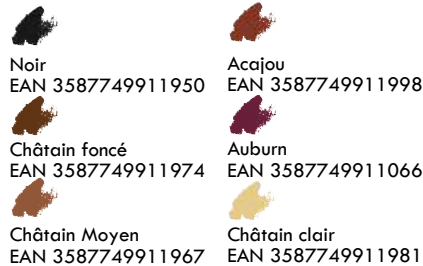 Noir
EAN 3587749911950
Acajou
EAN 3587749911998
Châtain foncé
EAN 3587749911974
Auburn
EAN 3587749911066
Châtain Moyen
EAN 3587749911967
Châtain clair
EAN 3587749911981